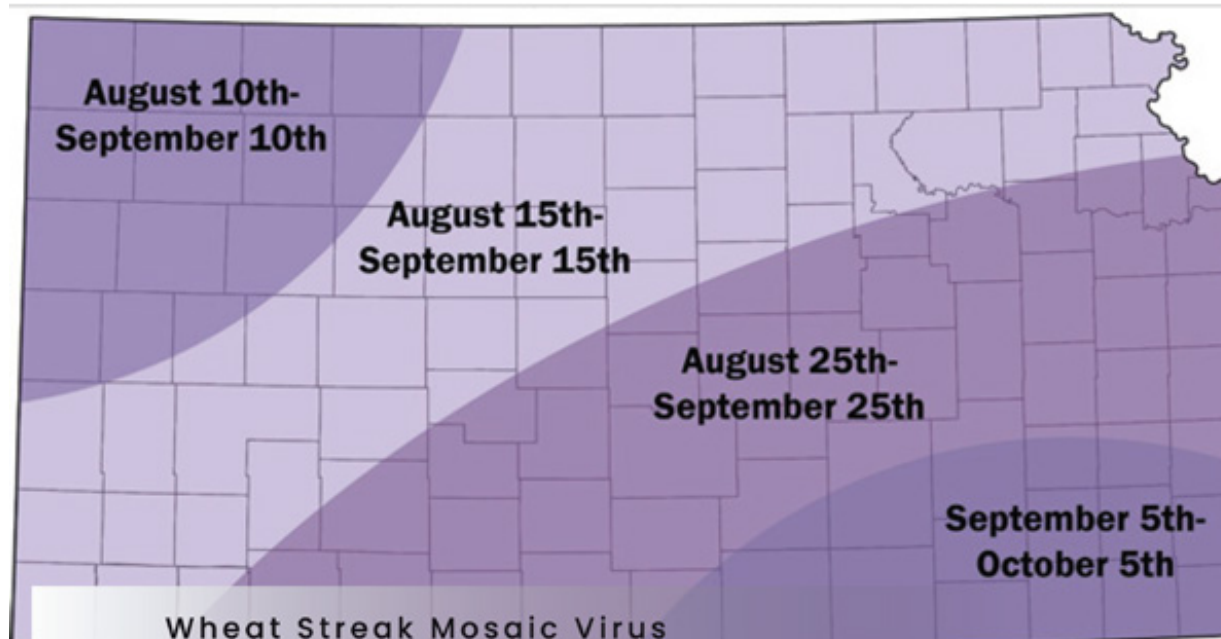 August 10th-
September 10th
August 15th-
September 15th
August 25th-
September 25th
September 5th-
October 5th
Wheat Streak Mosaic Virus